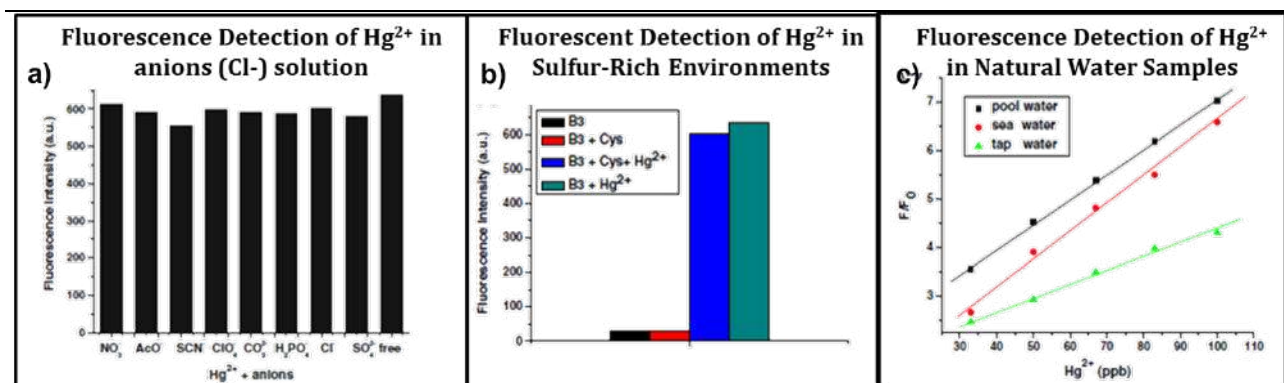 Fluorescence Detection of Hg²⁺ in
anions (Cl-) solution
a)
Fluorescence Intensity (a.u.)
600
500
400
300
200
100
0
NO₃⁻ AcO⁻ SCN⁻ ClO₄⁻ CO₃²⁻ H₂PO₄⁻ Cl⁻ SO₄²⁻ free
Hg²⁺ + anions
Fluorescent Detection of Hg²⁺ in
Sulfur-Rich Environments
b)
Fluorescence Intensity (a.u.)
600
500
400
300
200
100
0
B3
B3 + Cys
B3 + Cys+ Hg²⁺
B3 + Hg²⁺
Fluorescence Detection of Hg²⁺
in Natural Water Samples
c)
F/F₀
7
6
5
4
3
pool water
sea water
tap water
30 40 50 60 70 80 90 100 110
Hg²⁺ (ppb)